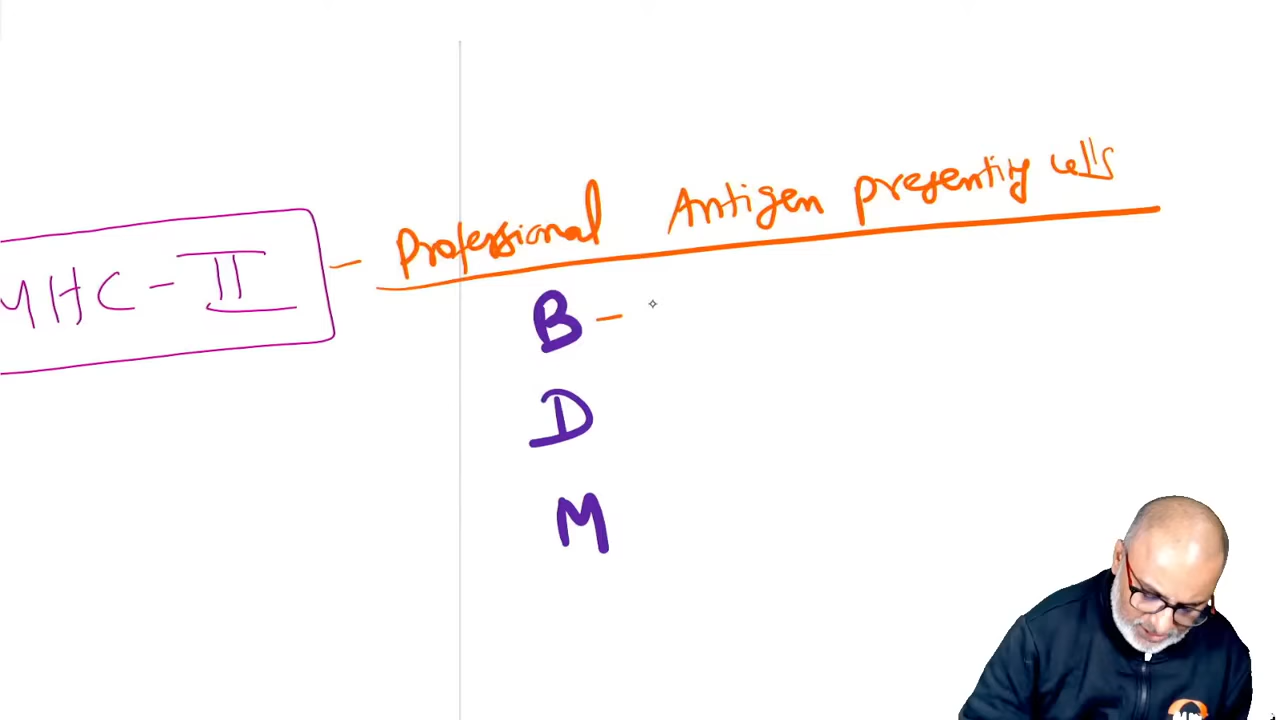 MHC - II - Professional Antigen presenting cells
B -
D
M